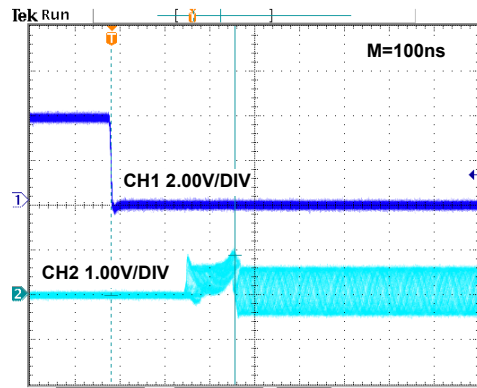 Tek Run
T
T
M=100ns
1
CH1 2.00V/DIV
CH2 1.00V/DIV
2